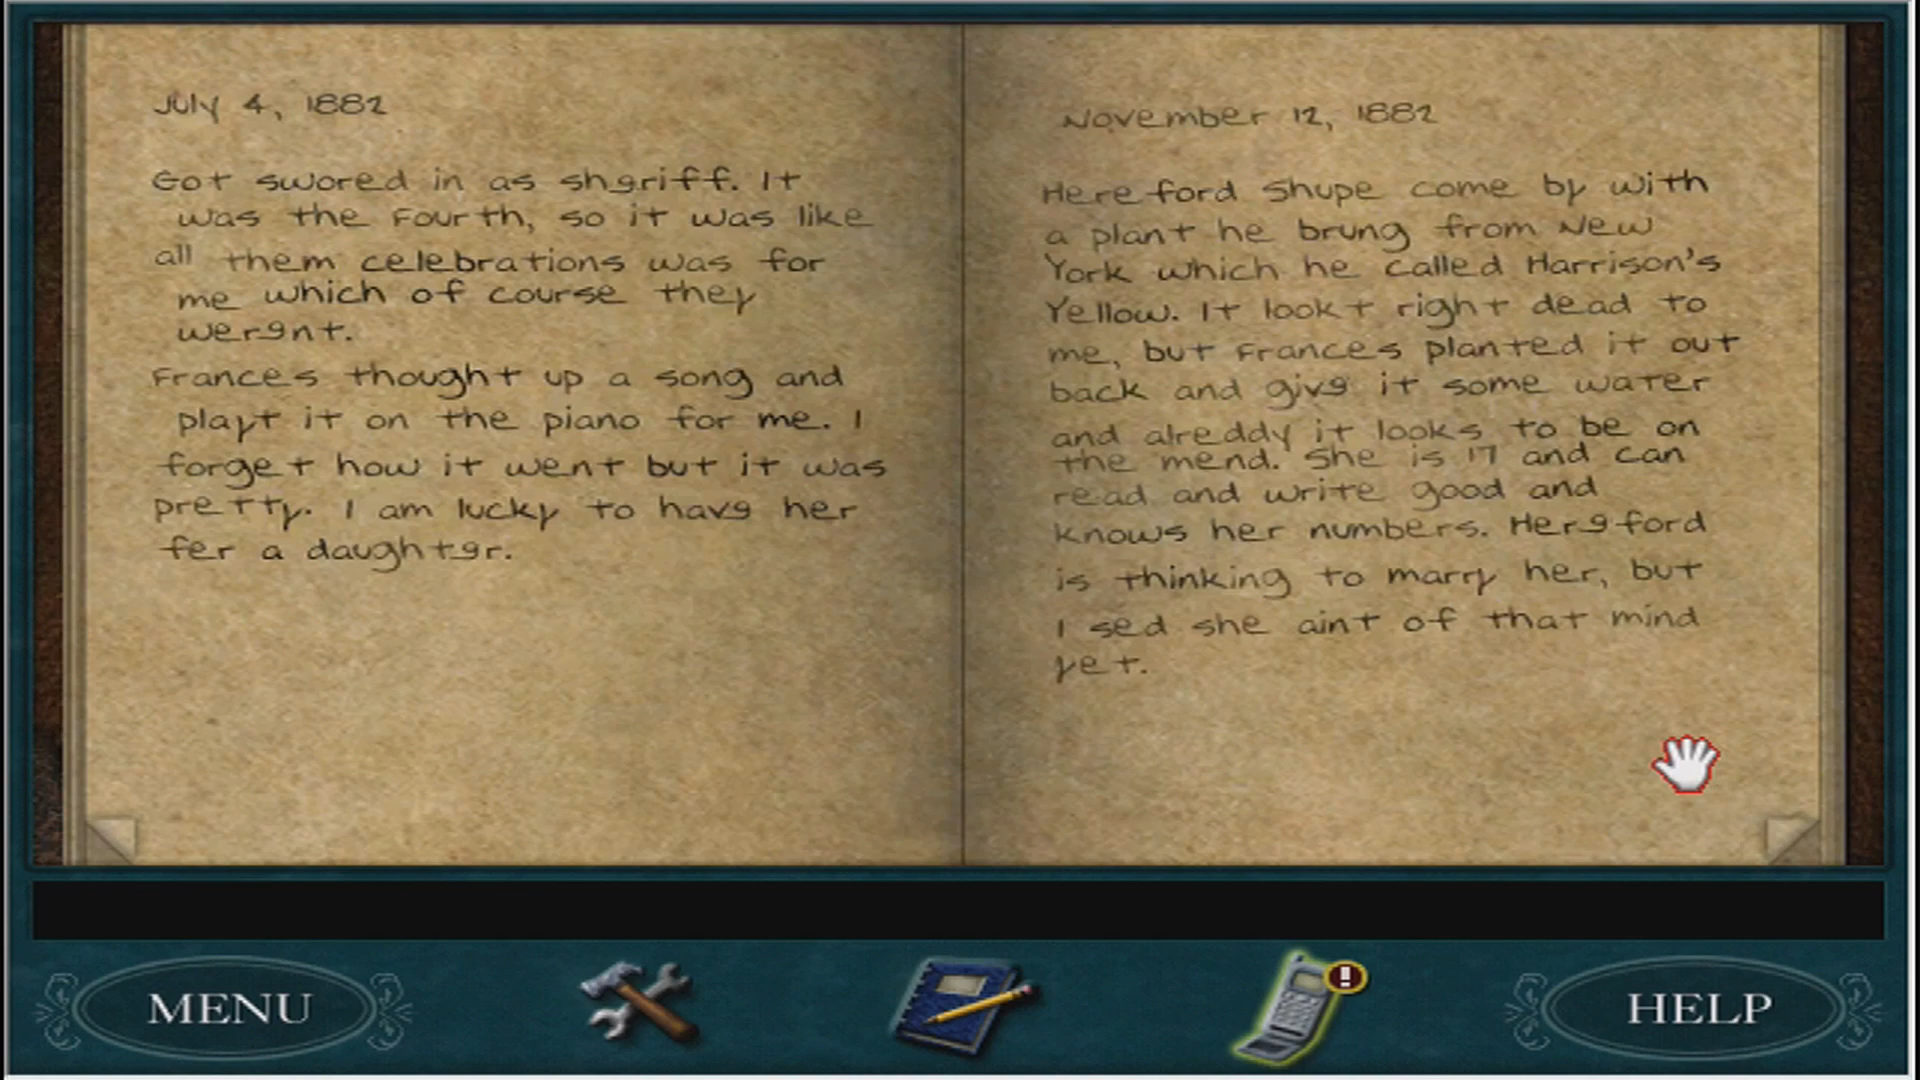 July 4, 1882
Got swored in as sheriff. It
was the Fourth, so it was like
all them celebrations was for
me which of course they
werent.
Frances thought up a song and
playt it on the piano for me. I
forget how it went but it was
pretty. I am lucky to have her
fer a daughter.
November 12, 1882
Hereford Shupe come by with
a plant he brung from New
York which he called Harrison's
Yellow. It lookt right dead to
me, but Frances planted it out
back and give it some water
and alreddy it looks to be on
the mend. She is 17 and can
read and write good and
knows her numbers. Hereford
is thinking to marry her, but
I sed she aint of that mind
yet.
MENU
!
HELP